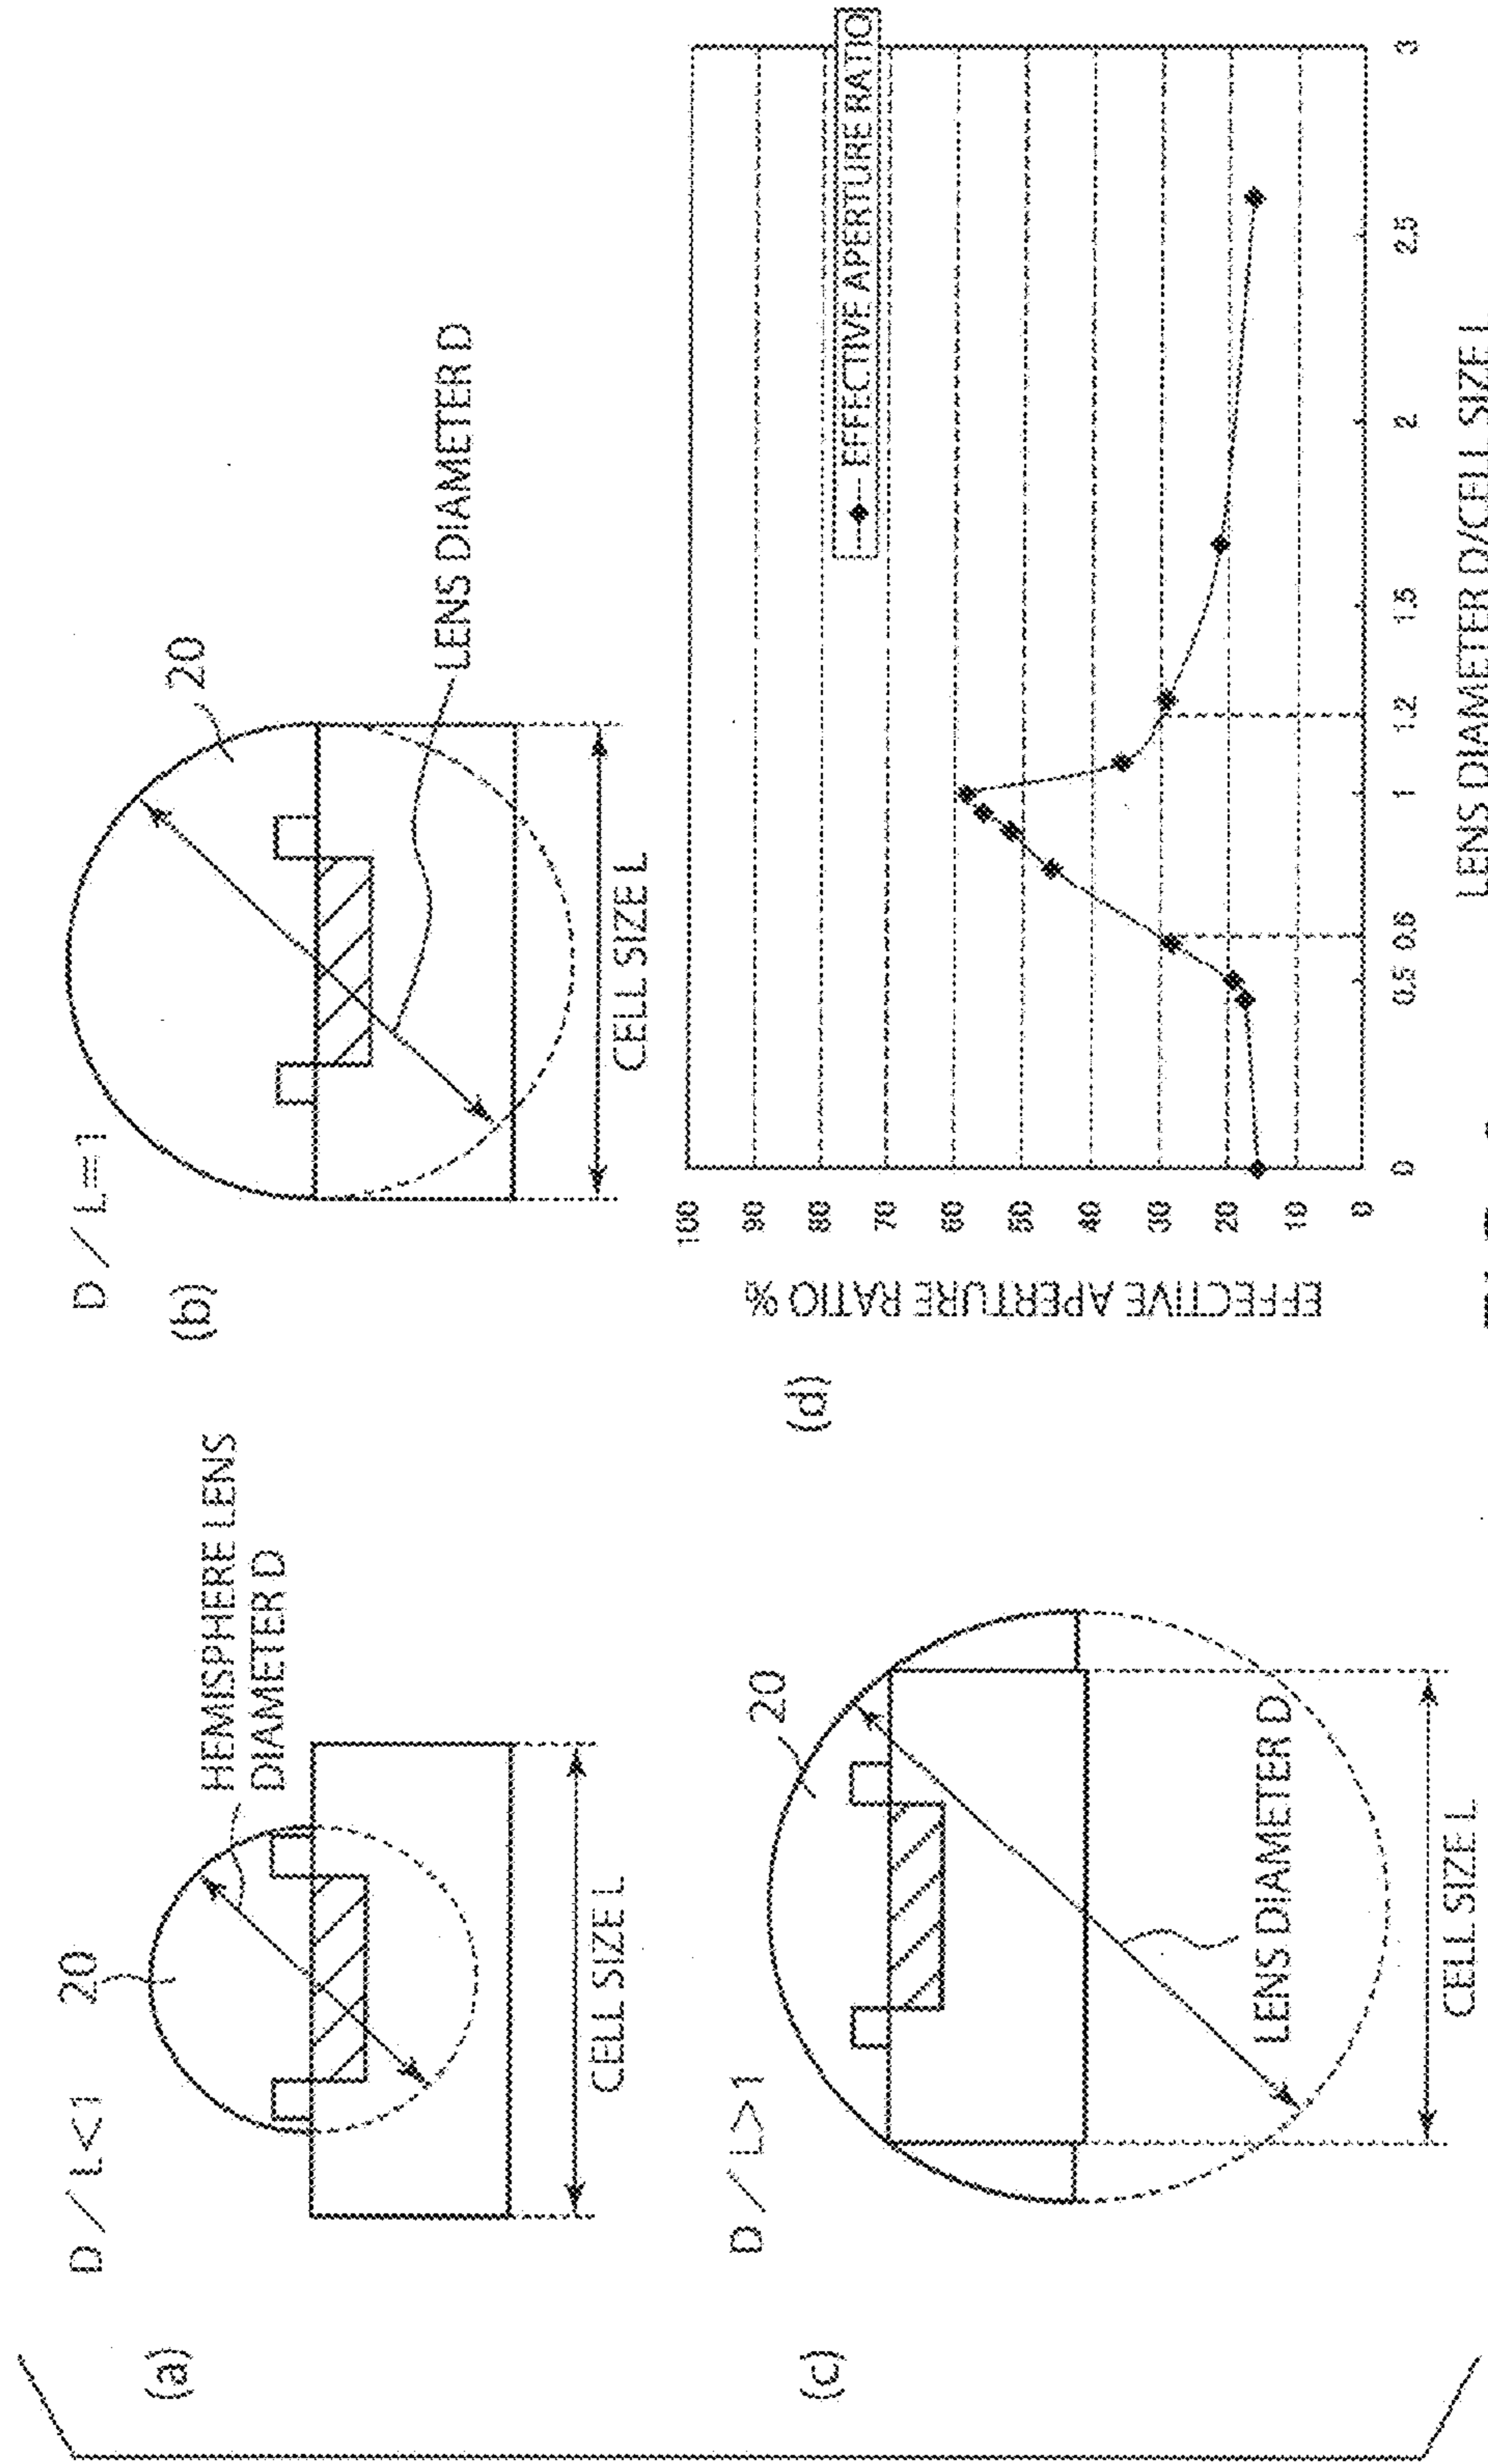 (a)
D/L<1
20
HEMISPHERE LENS
DIAMETER D
CELL SIZE L
(b)
D/L=1
20
LENS DIAMETER D
CELL SIZE L
(c)
D/L>1
20
LENS DIAMETER D
CELL SIZE L
(d)
EFFECTIVE APERTURE RATIO %
100
90
80
70
60
50
40
30
20
10
0
EFFECTIVE APERTURE RATIO
0
0.5
0.6
1
1.2
1.5
2
2.5
3
LENS DIAMETER D/CELL SIZE L